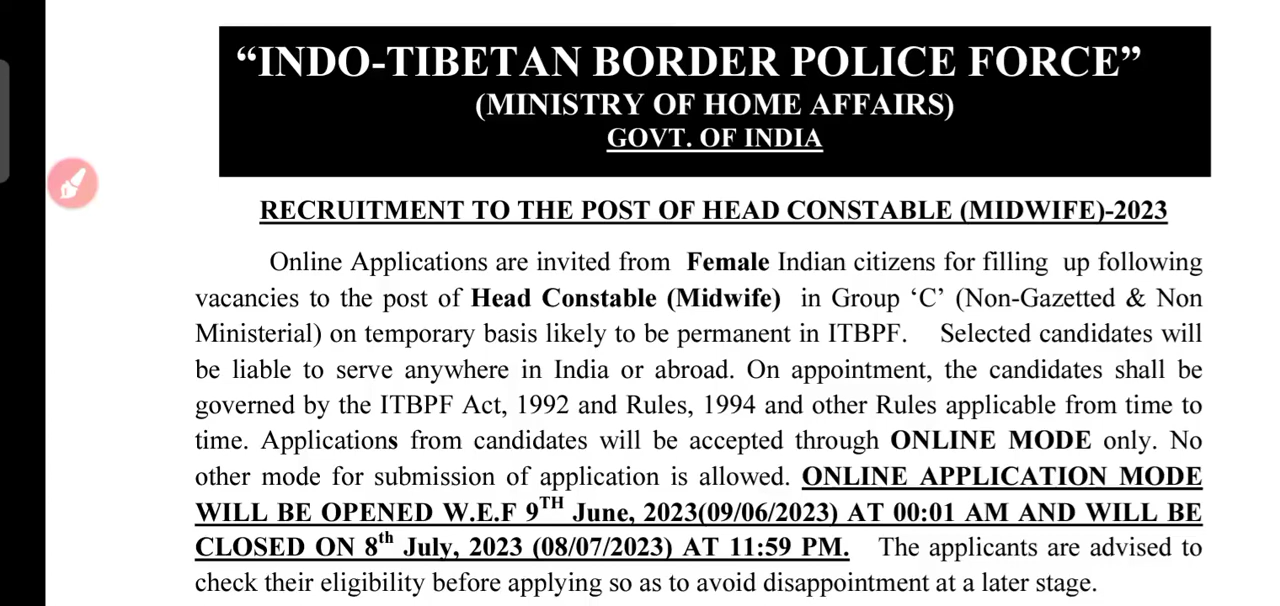 “INDO-TIBETAN BORDER POLICE FORCE”
(MINISTRY OF HOME AFFAIRS)
GOVT. OF INDIA
RECRUITMENT TO THE POST OF HEAD CONSTABLE (MIDWIFE)-2023
Online Applications are invited from Female Indian citizens for filling up following
vacancies to the post of Head Constable (Midwife) in Group ‘C’ (Non-Gazetted & Non
Ministerial) on temporary basis likely to be permanent in ITBPF. Selected candidates will
be liable to serve anywhere in India or abroad. On appointment, the candidates shall be
governed by the ITBPF Act, 1992 and Rules, 1994 and other Rules applicable from time to
time. Applications from candidates will be accepted through ONLINE MODE only. No
other mode for submission of application is allowed. ONLINE APPLICATION MODE
WILL BE OPENED W.E.F 9TH June, 2023(09/06/2023) AT 00:01 AM AND WILL BE
CLOSED ON 8th July, 2023 (08/07/2023) AT 11:59 PM. The applicants are advised to
check their eligibility before applying so as to avoid disappointment at a later stage.